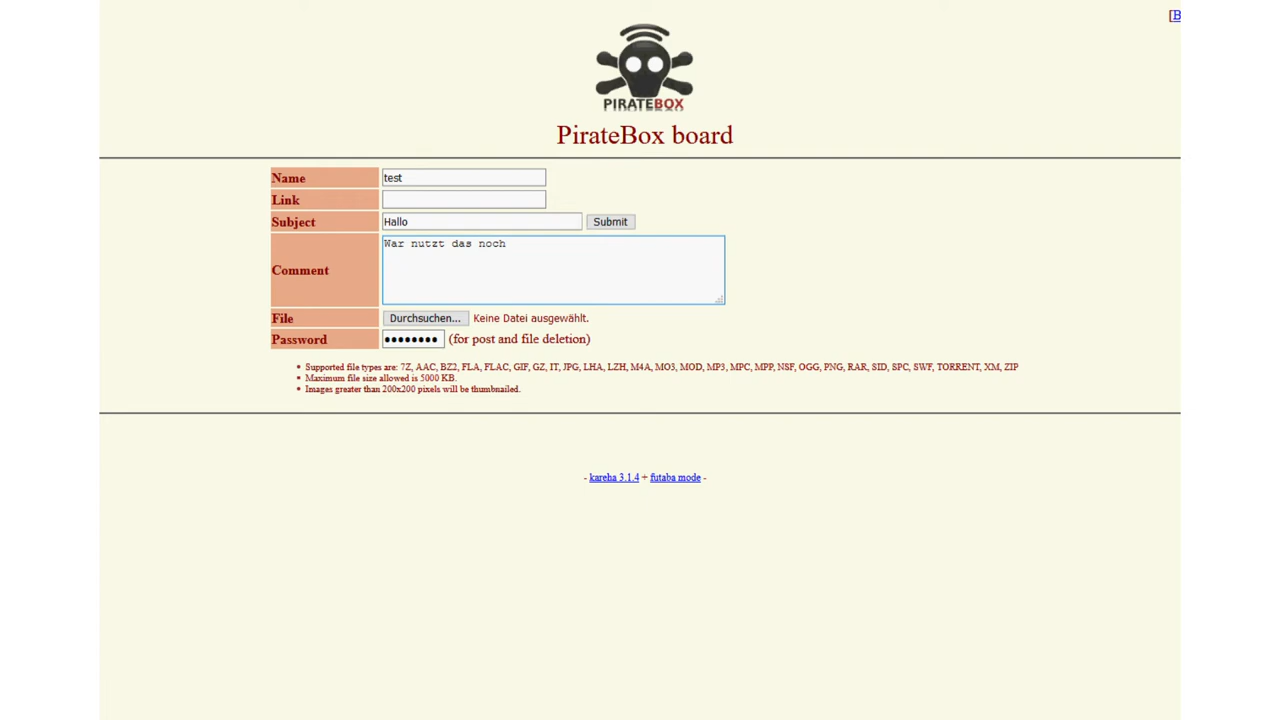 [B
PIRATEBOX
PirateBox board
Name test
Link
Subject Hallo Submit
Comment War nutzt das noch
File Durchsuchen... Keine Datei ausgewählt.
Password ●●●●●●●● (for post and file deletion)
Supported file types are: 7Z, AAC, BZ2, FLA, FLAC, GIF, GZ, IT, JPG, LHA, LZH, M4A, MO3, MOD, MP3, MPC, MPP, NSF, OGG, PNG, RAR, SID, SPC, SWF, TORRENT, XM, ZIP
Maximum file size allowed is 5000 KB.
Images greater than 200x200 pixels will be thumbnailed.
- kareha 3.1.4 + futaba mode -